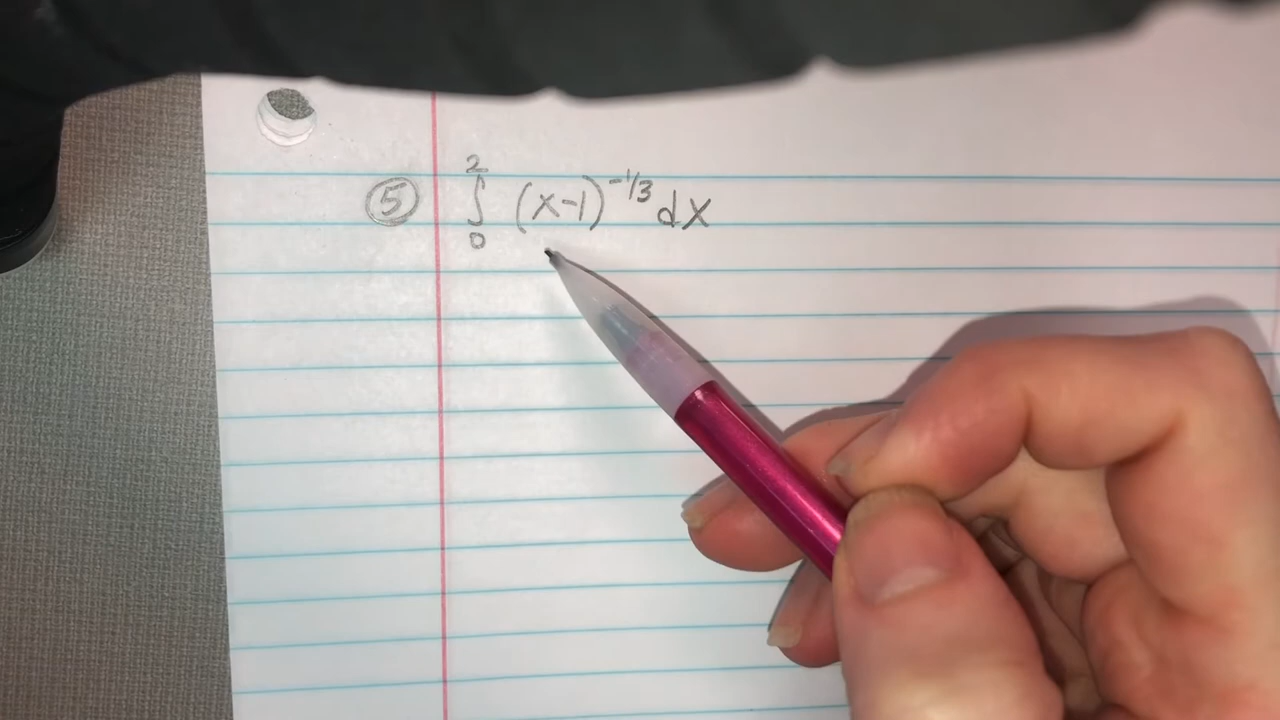 ⑤ ∫₀² (x-1)^{-1/3} dx